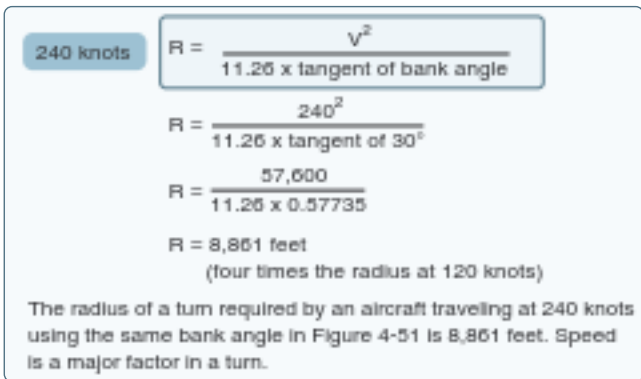 240 knots
R = V² / 11.26 x tangent of bank angle
R = 240² / 11.26 x tangent of 30°
R = 57,600 / 11.26 x 0.57735
R = 8,861 feet
(four times the radius at 120 knots)
The radius of a turn required by an aircraft traveling at 240 knots
using the same bank angle in Figure 4-51 is 8,861 feet. Speed
is a major factor in a turn.